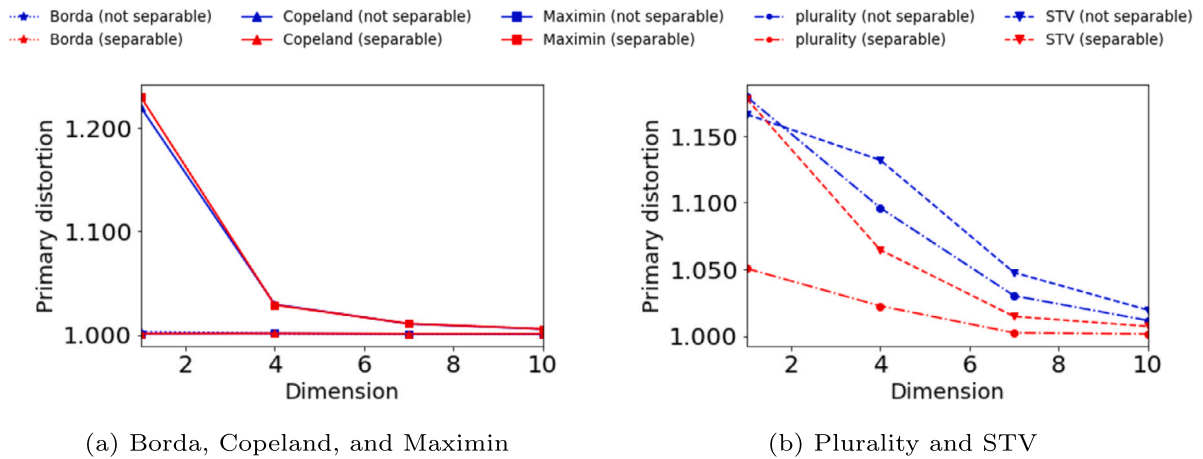 Borda (not separable) Copeland (not separable) Maximin (not separable) plurality (not separable) STV (not separable)
Borda (separable) Copeland (separable) Maximin (separable) plurality (separable) STV (separable)
Primary distortion
1.200
1.100
1.000
2 4 6 8 10
Dimension
Primary distortion
1.150
1.100
1.050
1.000
2 4 6 8 10
Dimension
(a) Borda, Copeland, and Maximin
(b) Plurality and STV